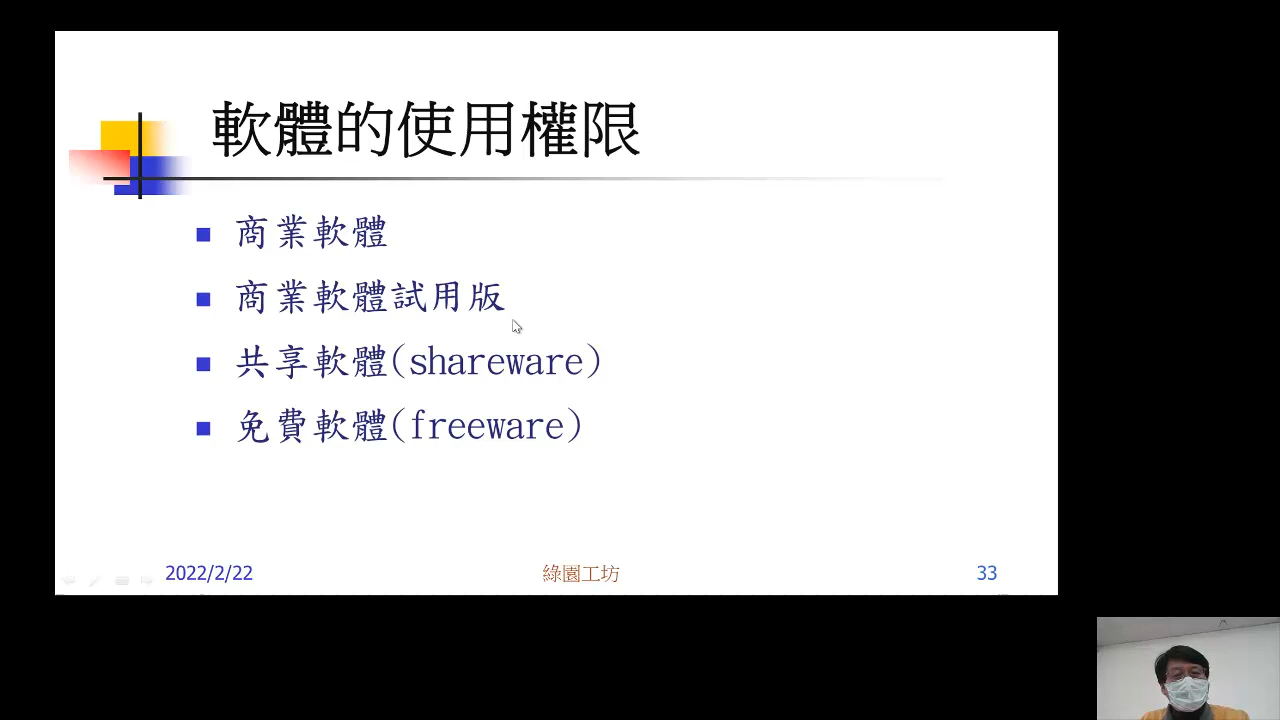 軟體的使用權限
商業軟體
商業軟體試用版
共享軟體(shareware)
免費軟體(freeware)
2022/2/22
綠園工坊
33